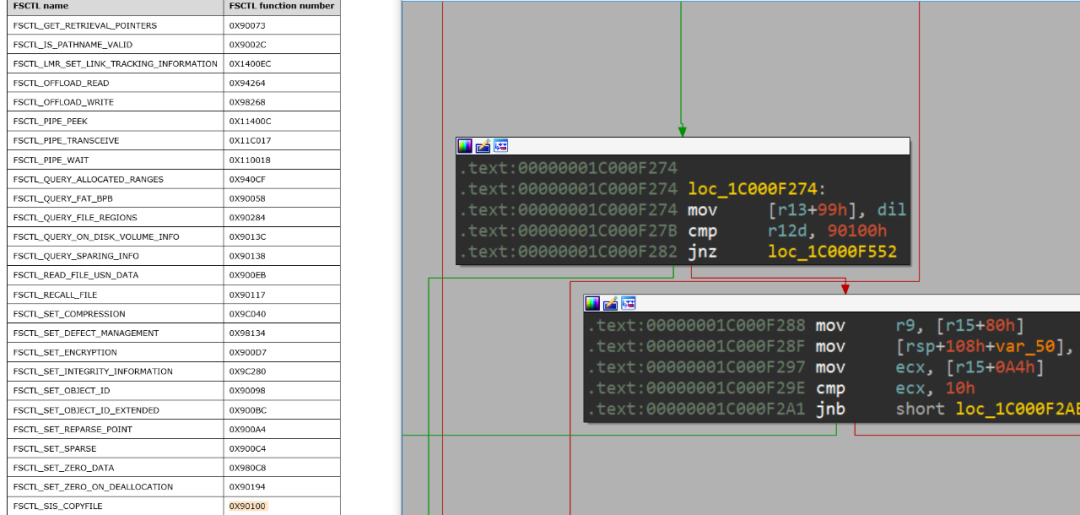 FSCTL name FSCTL function number
FSCTL_GET_RETRIEVAL_POINTERS 0X90073
FSCTL_IS_PATHNAME_VALID 0X9002C
FSCTL_LMR_SET_LINK_TRACKING_INFORMATION 0X1400EC
FSCTL_OFFLOAD_READ 0X94264
FSCTL_OFFLOAD_WRITE 0X98268
FSCTL_PIPE_PEEK 0X11400C
FSCTL_PIPE_TRANSCEIVE 0X11C017
FSCTL_PIPE_WAIT 0X110018
FSCTL_QUERY_ALLOCATED_RANGES 0X940CF
FSCTL_QUERY_FAT_BPB 0X90058
FSCTL_QUERY_FILE_REGIONS 0X90284
FSCTL_QUERY_ON_DISK_VOLUME_INFO 0X9013C
FSCTL_QUERY_SPARING_INFO 0X90138
FSCTL_READ_FILE_USN_DATA 0X900EB
FSCTL_RECALL_FILE 0X90117
FSCTL_SET_COMPRESSION 0X9C040
FSCTL_SET_DEFECT_MANAGEMENT 0X98134
FSCTL_SET_ENCRYPTION 0X900D7
FSCTL_SET_INTEGRITY_INFORMATION 0X9C280
FSCTL_SET_OBJECT_ID 0X90098
FSCTL_SET_OBJECT_ID_EXTENDED 0X900BC
FSCTL_SET_REPARSE_POINT 0X900A4
FSCTL_SET_SPARSE 0X900C4
FSCTL_SET_ZERO_DATA 0X980C8
FSCTL_SET_ZERO_ON_DEALLOCATION 0X90194
FSCTL_SIS_COPYFILE 0X90100
.text:00000001C000F274
.text:00000001C000F274 loc_1C000F274:
.text:00000001C000F274 mov [r13+99h], dil
.text:00000001C000F27B cmp r12d, 90100h
.text:00000001C000F282 jnz loc_1C000F552
.text:00000001C000F288 mov r9, [r15+80h]
.text:00000001C000F28F mov [rsp+108h+var_50],
.text:00000001C000F297 mov ecx, [r15+0A4h]
.text:00000001C000F29E cmp ecx, 10h
.text:00000001C000F2A1 jnb short loc_1C000F2AE